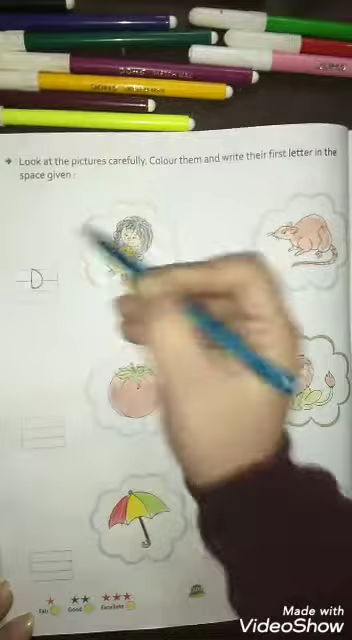 Look at the pictures carefully. Colour them and write their first letter in the
space given :
D
Fair
Good
Excellent
Made with
VideoShow